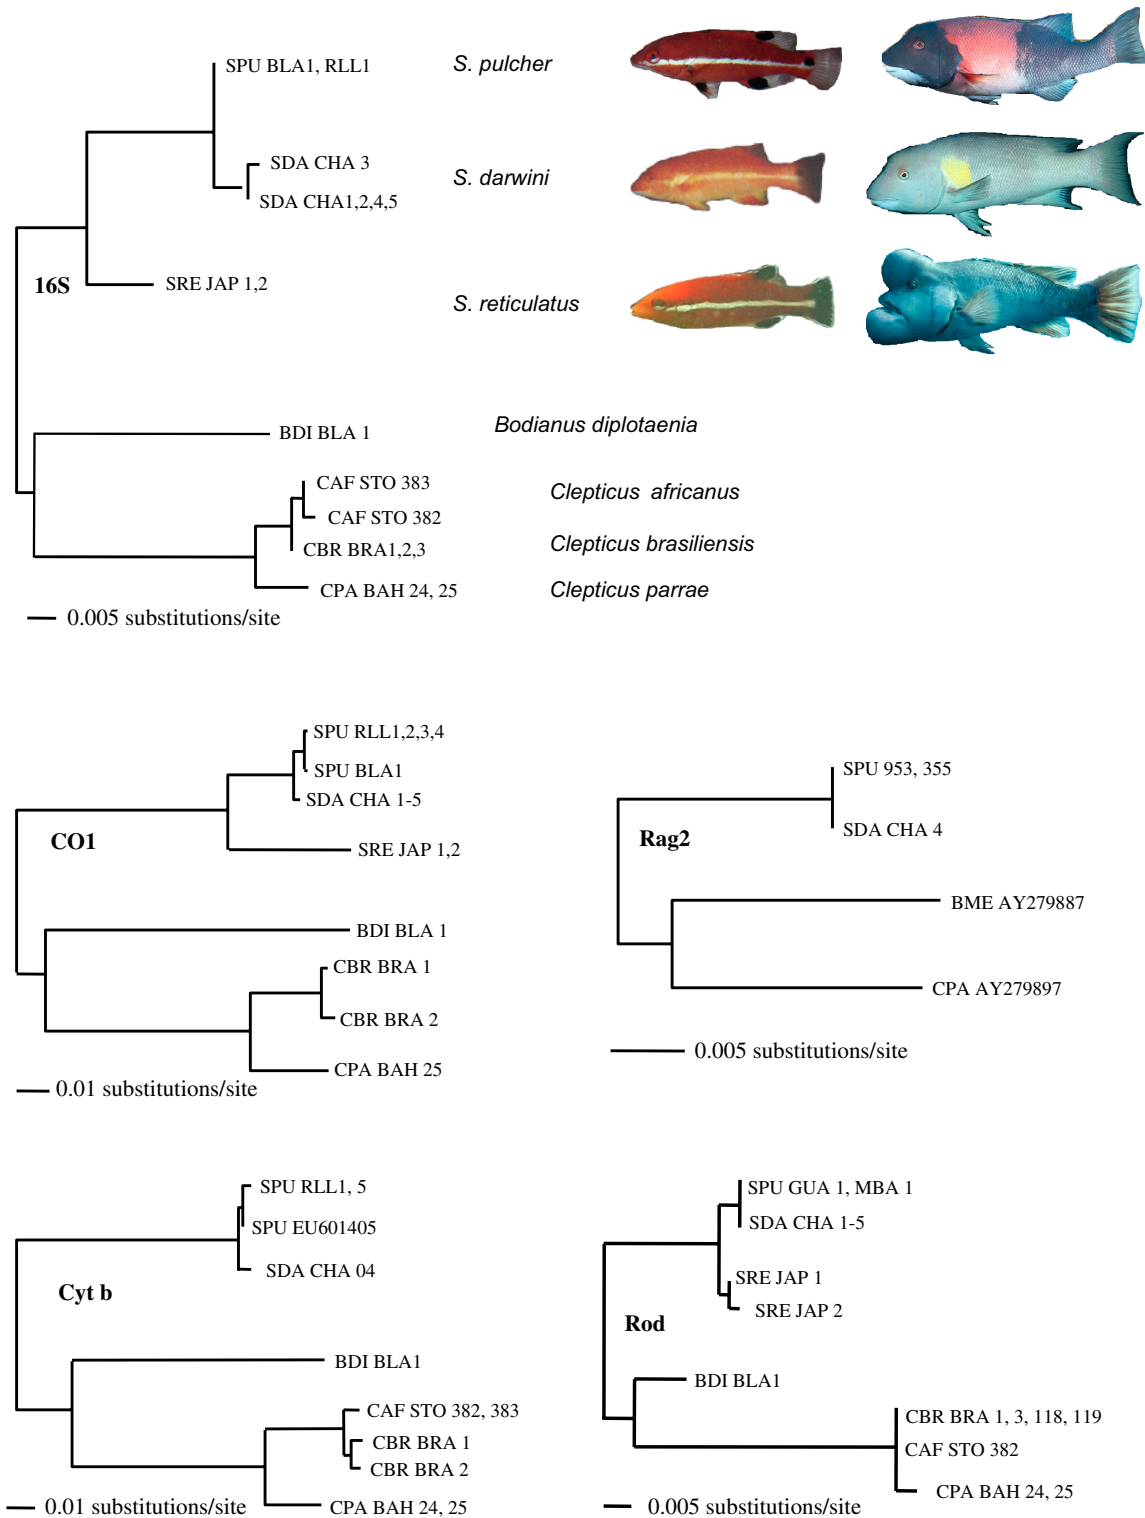 SPU BLA1, RLL1
S. pulcher
SDA CHA 3
S. darwini
SDA CHA1,2,4,5
16S
SRE JAP 1,2
S. reticulatus
BDI BLA 1
Bodianus diplotaenia
CAF STO 383
Clepticus africanus
CAF STO 382
CBR BRA1,2,3
Clepticus brasiliensis
CPA BAH 24, 25
Clepticus parrae
0.005 substitutions/site
SPU RLL1,2,3,4
SPU BLA1
SDA CHA 1-5
CO1
SRE JAP 1,2
BDI BLA 1
CBR BRA 1
CBR BRA 2
CPA BAH 25
0.01 substitutions/site
SPU 953, 355
SDA CHA 4
Rag2
BME AY279887
CPA AY279897
0.005 substitutions/site
SPU RLL1, 5
SPU EU601405
SDA CHA 04
Cyt b
BDI BLA1
CAF STO 382, 383
CBR BRA 1
CBR BRA 2
CPA BAH 24, 25
0.01 substitutions/site
SPU GUA 1, MBA 1
SDA CHA 1-5
SRE JAP 1
SRE JAP 2
Rod
BDI BLA1
CBR BRA 1, 3, 118, 119
CAF STO 382
CPA BAH 24, 25
0.005 substitutions/site